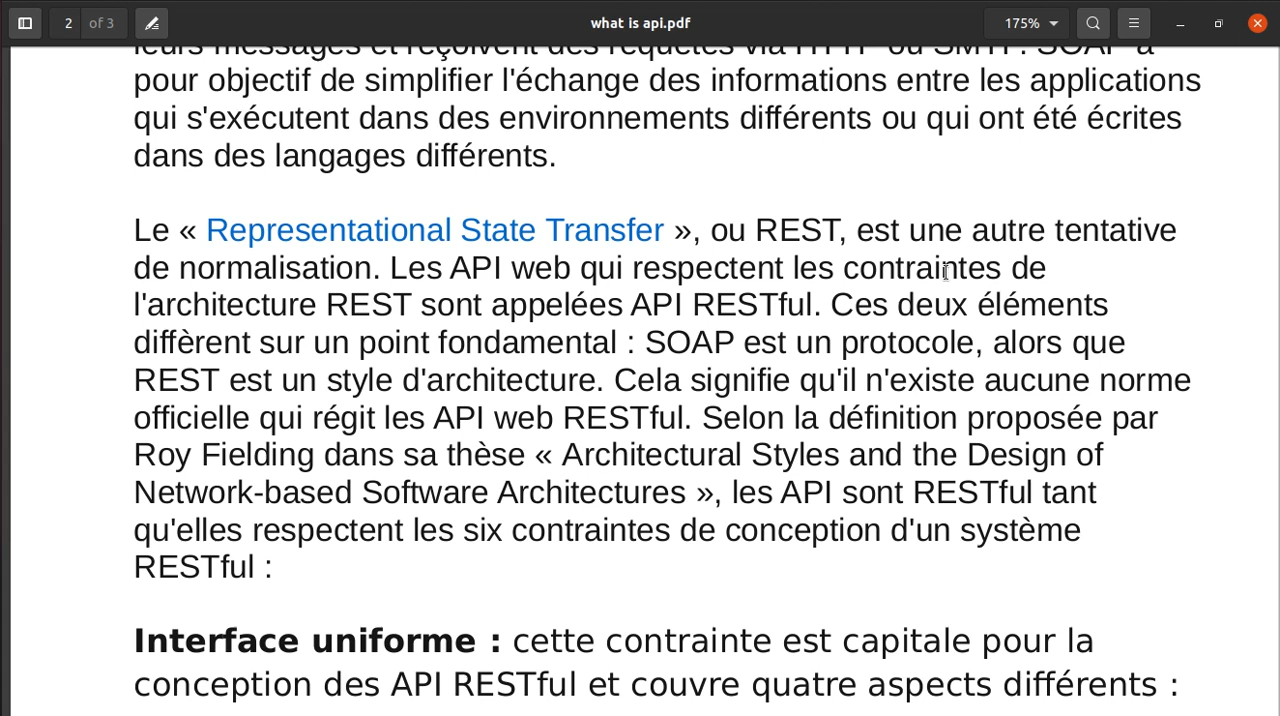 2 of 3
what is api.pdf
175%
pour objectif de simplifier l'échange des informations entre les applications
qui s'exécutent dans des environnements différents ou qui ont été écrites
dans des langages différents.
Le « Representational State Transfer », ou REST, est une autre tentative
de normalisation. Les API web qui respectent les contraintes de
l'architecture REST sont appelées API RESTful. Ces deux éléments
diffèrent sur un point fondamental : SOAP est un protocole, alors que
REST est un style d'architecture. Cela signifie qu'il n'existe aucune norme
officielle qui régit les API web RESTful. Selon la définition proposée par
Roy Fielding dans sa thèse « Architectural Styles and the Design of
Network-based Software Architectures », les API sont RESTful tant
qu'elles respectent les six contraintes de conception d'un système
RESTful :
Interface uniforme : cette contrainte est capitale pour la
conception des API RESTful et couvre quatre aspects différents :